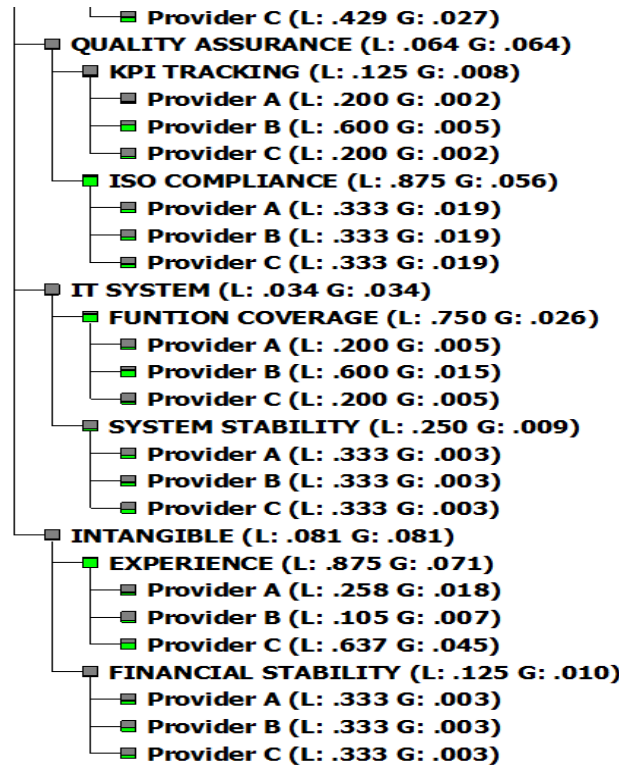 Provider C (L: .429 G: .027)
QUALITY ASSURANCE (L: .064 G: .064)
KPI TRACKING (L: .125 G: .008)
Provider A (L: .200 G: .002)
Provider B (L: .600 G: .005)
Provider C (L: .200 G: .002)
ISO COMPLIANCE (L: .875 G: .056)
Provider A (L: .333 G: .019)
Provider B (L: .333 G: .019)
Provider C (L: .333 G: .019)
IT SYSTEM (L: .034 G: .034)
FUNTION COVERAGE (L: .750 G: .026)
Provider A (L: .200 G: .005)
Provider B (L: .600 G: .015)
Provider C (L: .200 G: .005)
SYSTEM STABILITY (L: .250 G: .009)
Provider A (L: .333 G: .003)
Provider B (L: .333 G: .003)
Provider C (L: .333 G: .003)
INTANGIBLE (L: .081 G: .081)
EXPERIENCE (L: .875 G: .071)
Provider A (L: .258 G: .018)
Provider B (L: .105 G: .007)
Provider C (L: .637 G: .045)
FINANCIAL STABILITY (L: .125 G: .010)
Provider A (L: .333 G: .003)
Provider B (L: .333 G: .003)
Provider C (L: .333 G: .003)